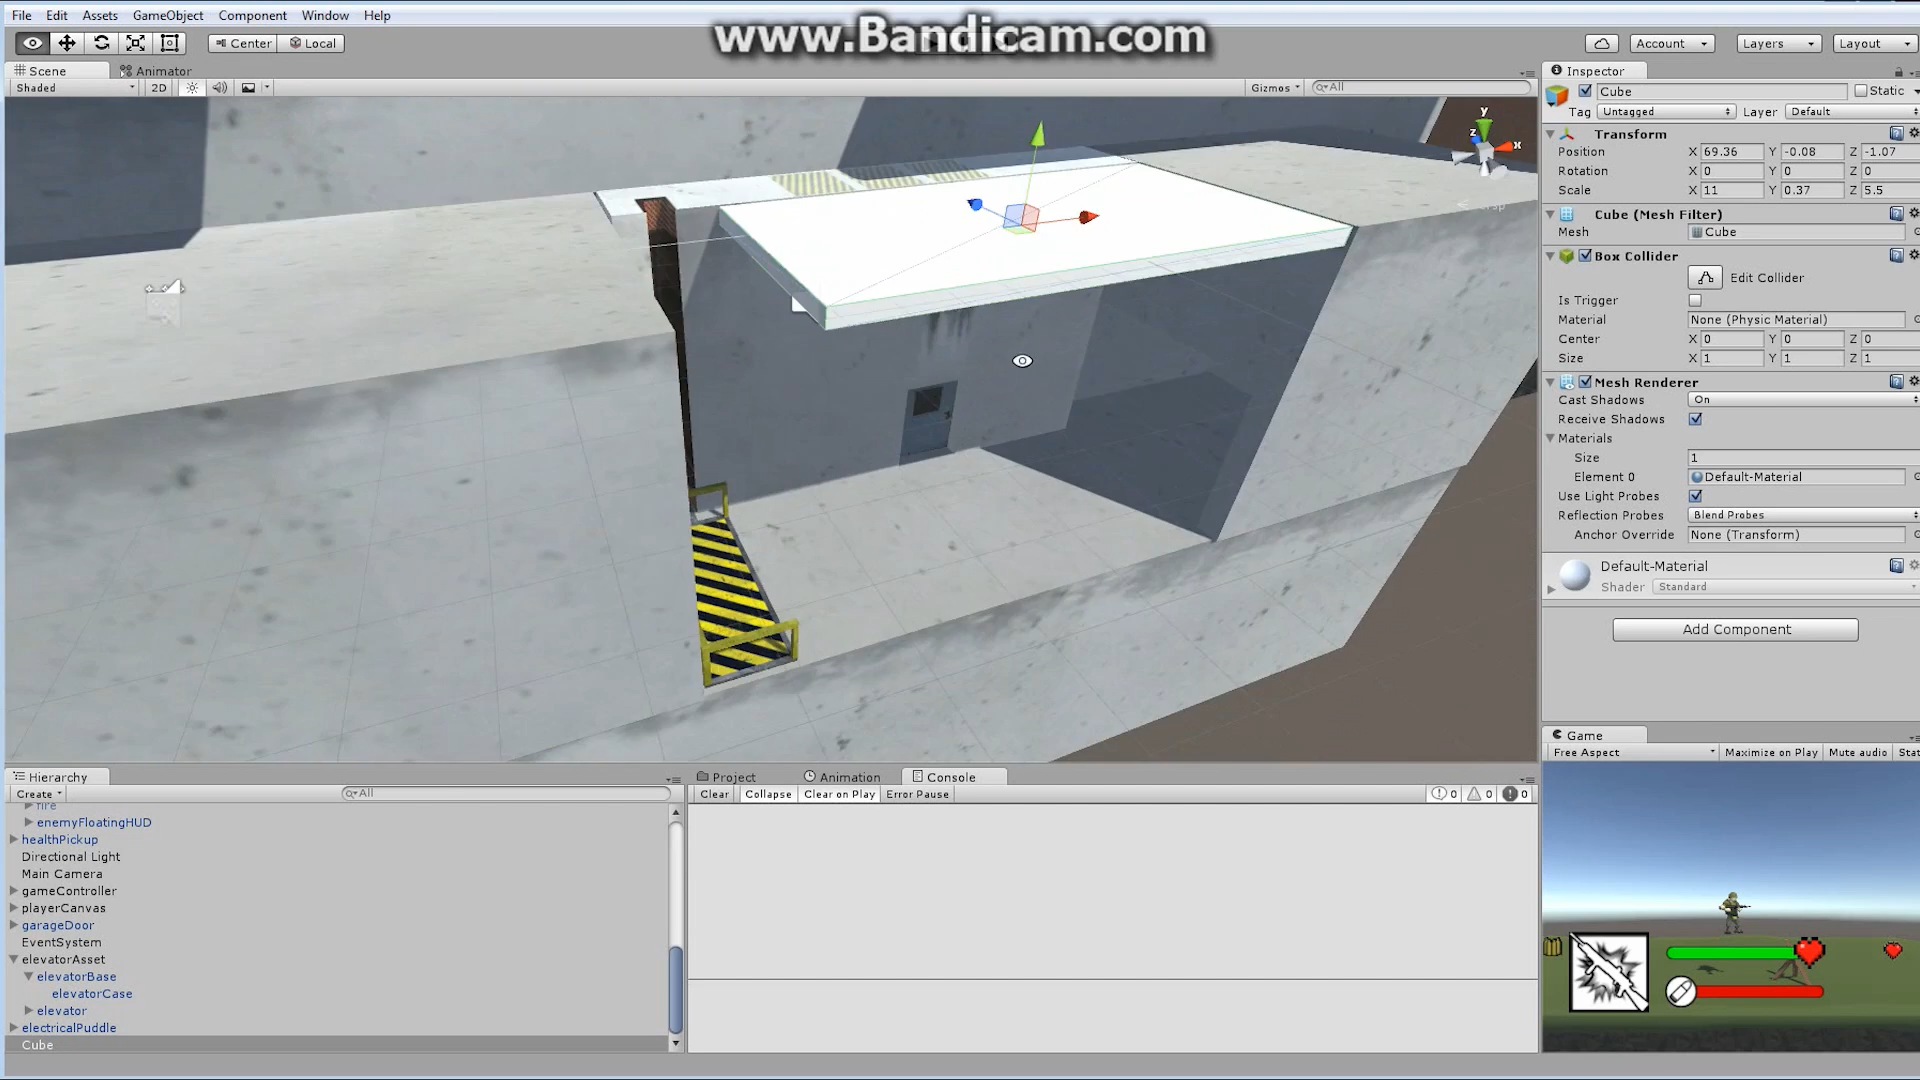 File Edit Assets GameObject Component Window Help
www.Bandicam.com
Center Local
Account Layers Layout
Scene Animator
Shaded 2D Gizmos All
Inspector
Cube Static
Tag Untagged Layer Default
Transform
Position X 69.36 Y -0.08 Z -1.07
Rotation X 0 Y 0 Z 0
Scale X 11 Y 0.37 Z 5.5
Cube (Mesh Filter)
Mesh Cube
Box Collider
Edit Collider
Is Trigger
Material None (Physic Material)
Center X 0 Y 0 Z 0
Size X 1 Y 1 Z 1
Mesh Renderer
Cast Shadows On
Receive Shadows
Materials
Size 1
Element 0 Default-Material
Use Light Probes
Reflection Probes Blend Probes
Anchor Override None (Transform)
Default-Material
Shader Standard
Add Component
y
z
x
Game
Free Aspect Maximize on Play Mute audio Stat
Hierarchy
Create All
fire
enemyFloatingHUD
healthPickup
Directional Light
Main Camera
gameController
playerCanvas
garageDoor
EventSystem
elevatorAsset
elevatorBase
elevatorCase
elevator
electricalPuddle
Cube
Project Animation Console
Clear Collapse Clear on Play Error Pause 0 0 0